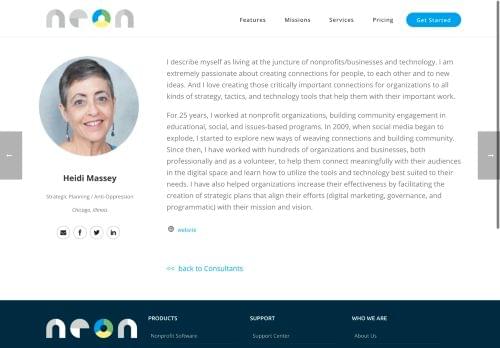 neon
Features Missions Services Pricing Get Started
I describe myself as living at the juncture of nonprofits/businesses and technology. I am
extremely passionate about creating connections for people, to each other and to new
ideas. And I love creating those critically important connections for organizations to all
kinds of strategy, tactics, and technology tools that help them with their important work.
For 25 years, I worked at nonprofit organizations, building community engagement in
educational, social, and issues-based programs. In 2009, when social media began to
explode, I started to explore new ways of weaving connections and building community.
Since then, I have worked with hundreds of organizations and businesses, both
professionally and as a volunteer, to help them connect meaningfully with their audiences
in the digital space and learn how to utilize the tools and technology best suited to their
needs. I have also helped organizations increase their effectiveness by facilitating the
creation of strategic plans that align their efforts (digital marketing, governance, and
programmatic) with their mission and vision.
Heidi Massey
Strategic Planning / Anti-Oppression
Chicago, Illinois
website
<< back to Consultants
neon
PRODUCTS SUPPORT WHO WE ARE
Nonprofit Software Support Center About Us